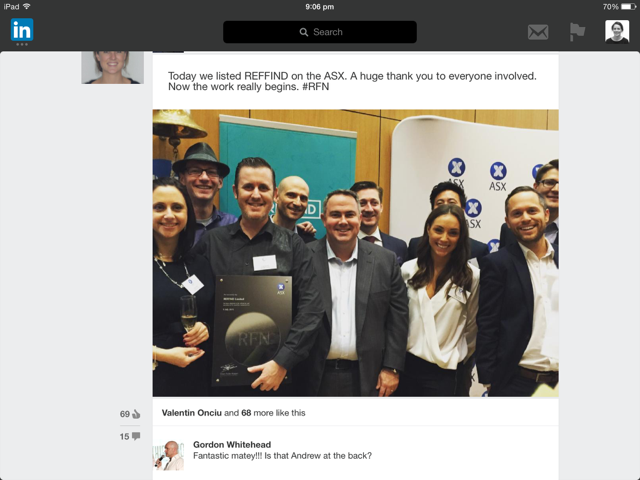 iPad
9:06 pm
70%
in
Search
Today we listed REFFIND on the ASX. A huge thank you to everyone involved.
Now the work really begins. #RFN
ASX
ASX
ASX
RFN
69
Valentin Onciu and 68 more like this
15
Gordon Whitehead
Fantastic matey!!! Is that Andrew at the back?